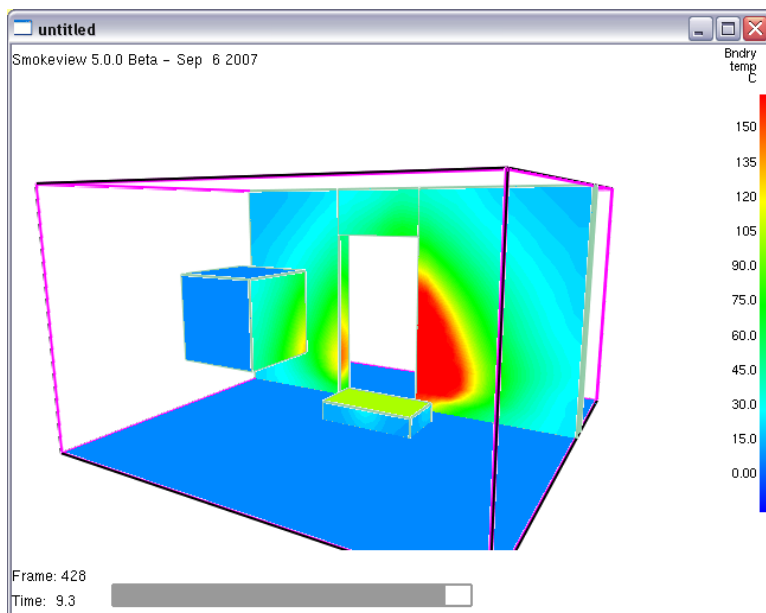 untitled
Smokeview 5.0.0 Beta - Sep 6 2007
Bndry
temp
C
150
135
120
105
90.0
75.0
60.0
45.0
30.0
15.0
0.00
Frame: 428
Time: 9.3